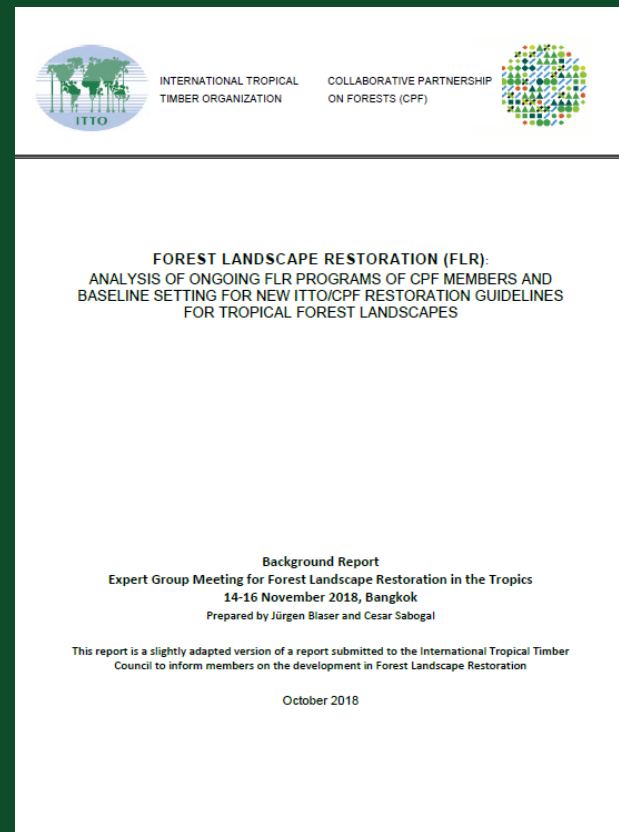 ITTO
INTERNATIONAL TROPICAL
TIMBER ORGANIZATION
COLLABORATIVE PARTNERSHIP
ON FORESTS (CPF)
FOREST LANDSCAPE RESTORATION (FLR):
ANALYSIS OF ONGOING FLR PROGRAMS OF CPF MEMBERS AND
BASELINE SETTING FOR NEW ITTO/CPF RESTORATION GUIDELINES
FOR TROPICAL FOREST LANDSCAPES
Background Report
Expert Group Meeting for Forest Landscape Restoration in the Tropics
14-16 November 2018, Bangkok
Prepared by Jürgen Blaser and Cesar Sabogal
This report is a slightly adapted version of a report submitted to the International Tropical Timber
Council to inform members on the development in Forest Landscape Restoration
October 2018